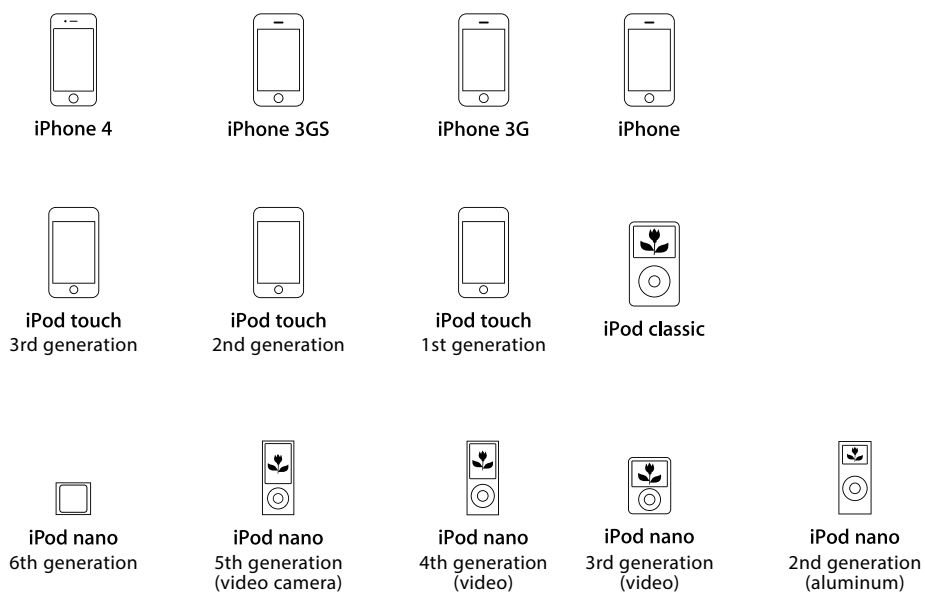 iPhone 4
iPhone 3GS
iPhone 3G
iPhone
iPod touch
3rd generation
iPod touch
2nd generation
iPod touch
1st generation
iPod classic
iPod nano
6th generation
iPod nano
5th generation
(video camera)
iPod nano
4th generation
(video)
iPod nano
3rd generation
(video)
iPod nano
2nd generation
(aluminum)